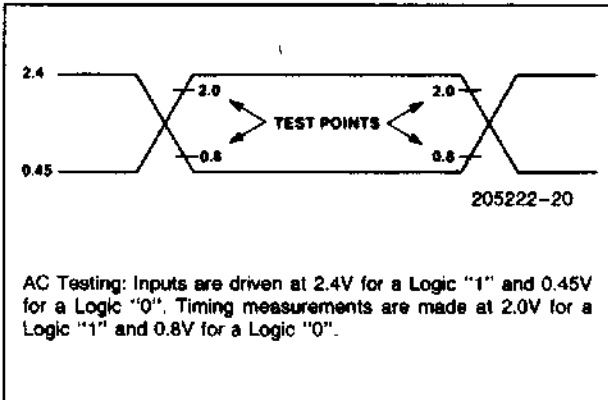 2.4
2.0
2.0
TEST POINTS
0.8
0.8
0.45
205222-20
AC Testing: Inputs are driven at 2.4V for a Logic "1" and 0.45V
for a Logic "0". Timing measurements are made at 2.0V for a
Logic "1" and 0.8V for a Logic "0".